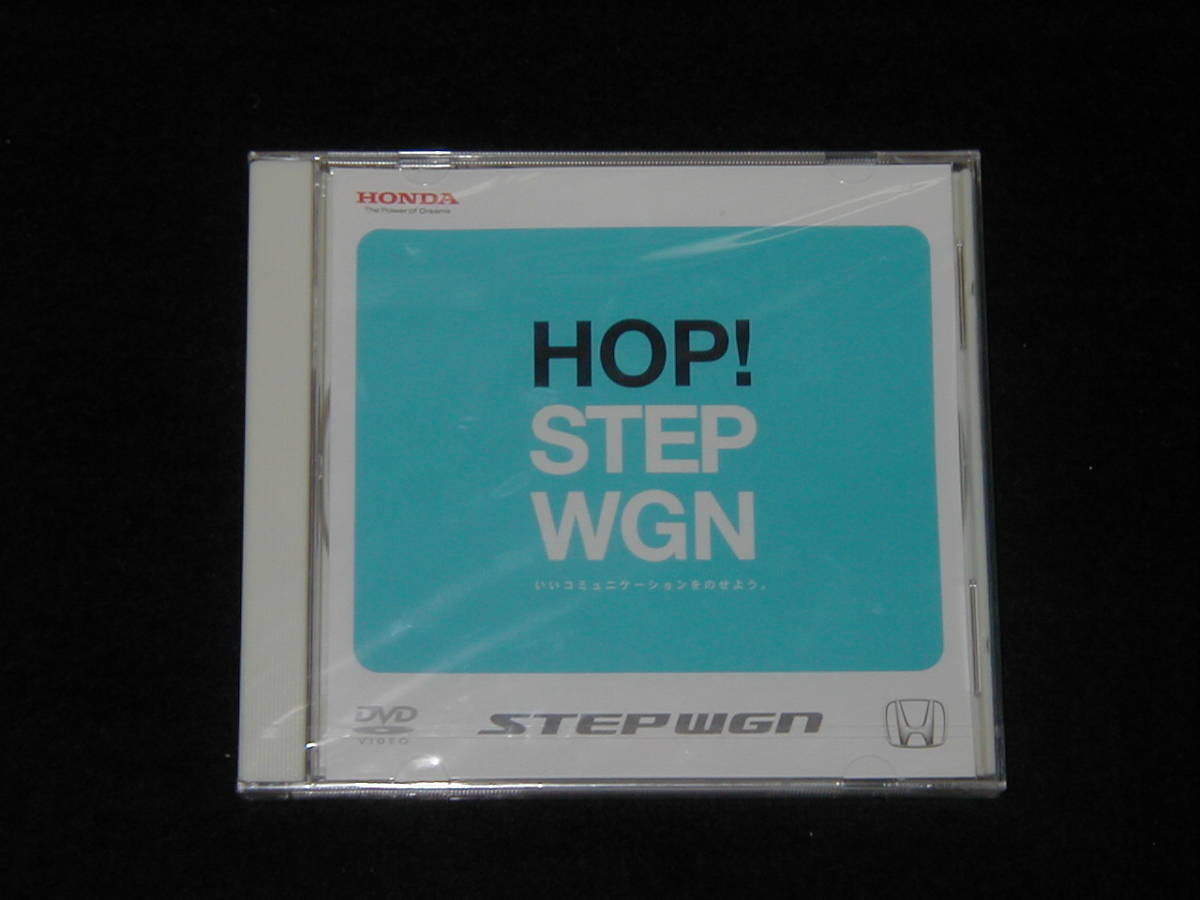 HONDA
The Power of Dreams
HOP!
STEP
WGN
いいコミュニケーションをのせよう。
DVD
VIDEO
STEPWGN